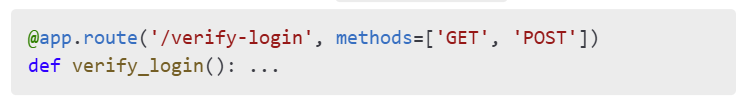 @app.route('/verify-login', methods=['GET', 'POST'])
def verify_login(): ...